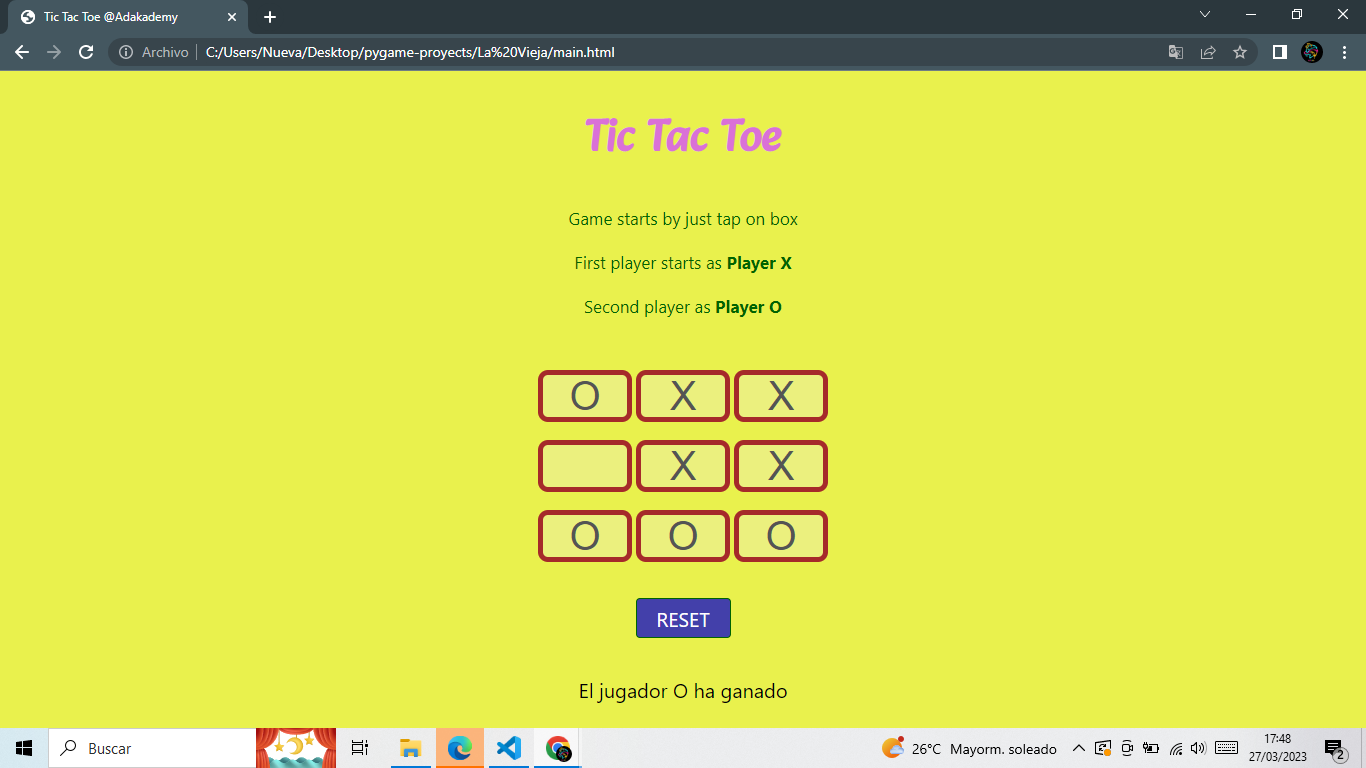 Tic Tac Toe @Adakademy
Archivo C:/Users/Nueva/Desktop/pygame-proyects/La%20Vieja/main.html
Tic Tac Toe
Game starts by just tap on box
First player starts as Player X
Second player as Player O
O X X
X X
O O O
RESET
El jugador O ha ganado
Buscar
26°C Mayorm. soleado
17:48
27/03/2023
2